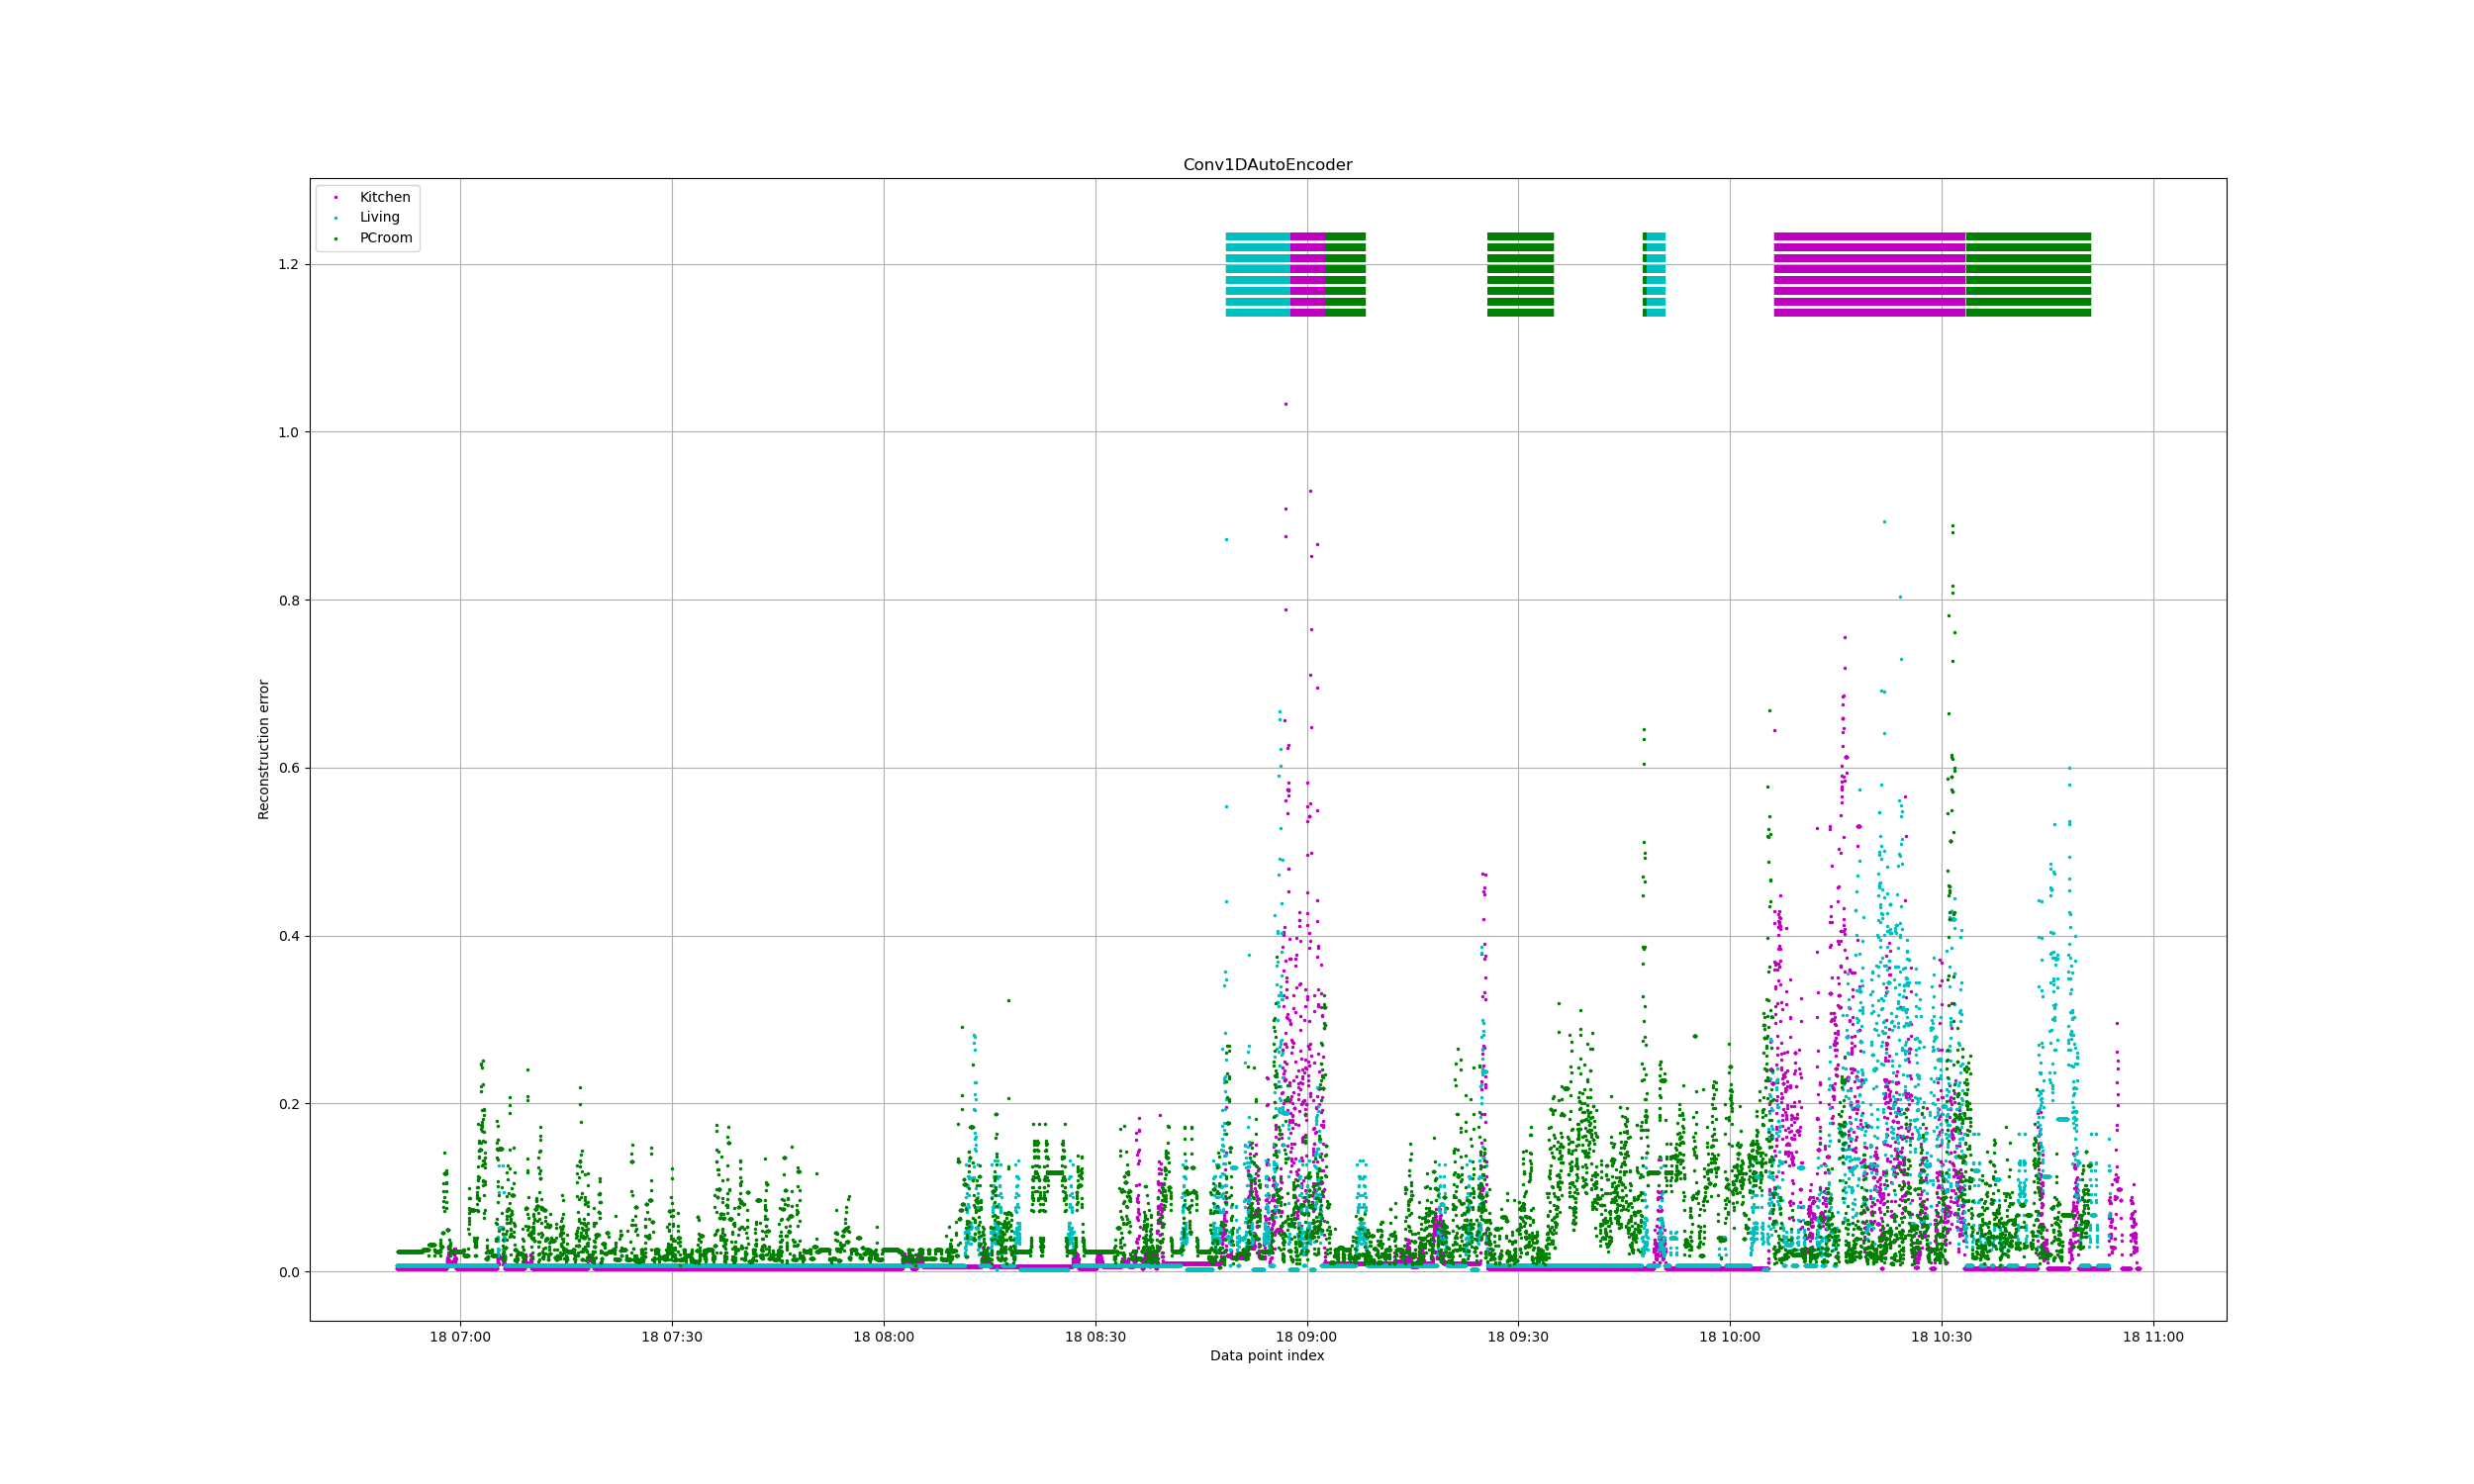 Conv1DAutoEncoder
Kitchen
Living
PCroom
1.2
1.0
0.8
0.6
0.4
0.2
0.0
Reconstruction error
18 07:00
18 07:30
18 08:00
18 08:30
18 09:00
18 09:30
18 10:00
18 10:30
18 11:00
Data point index